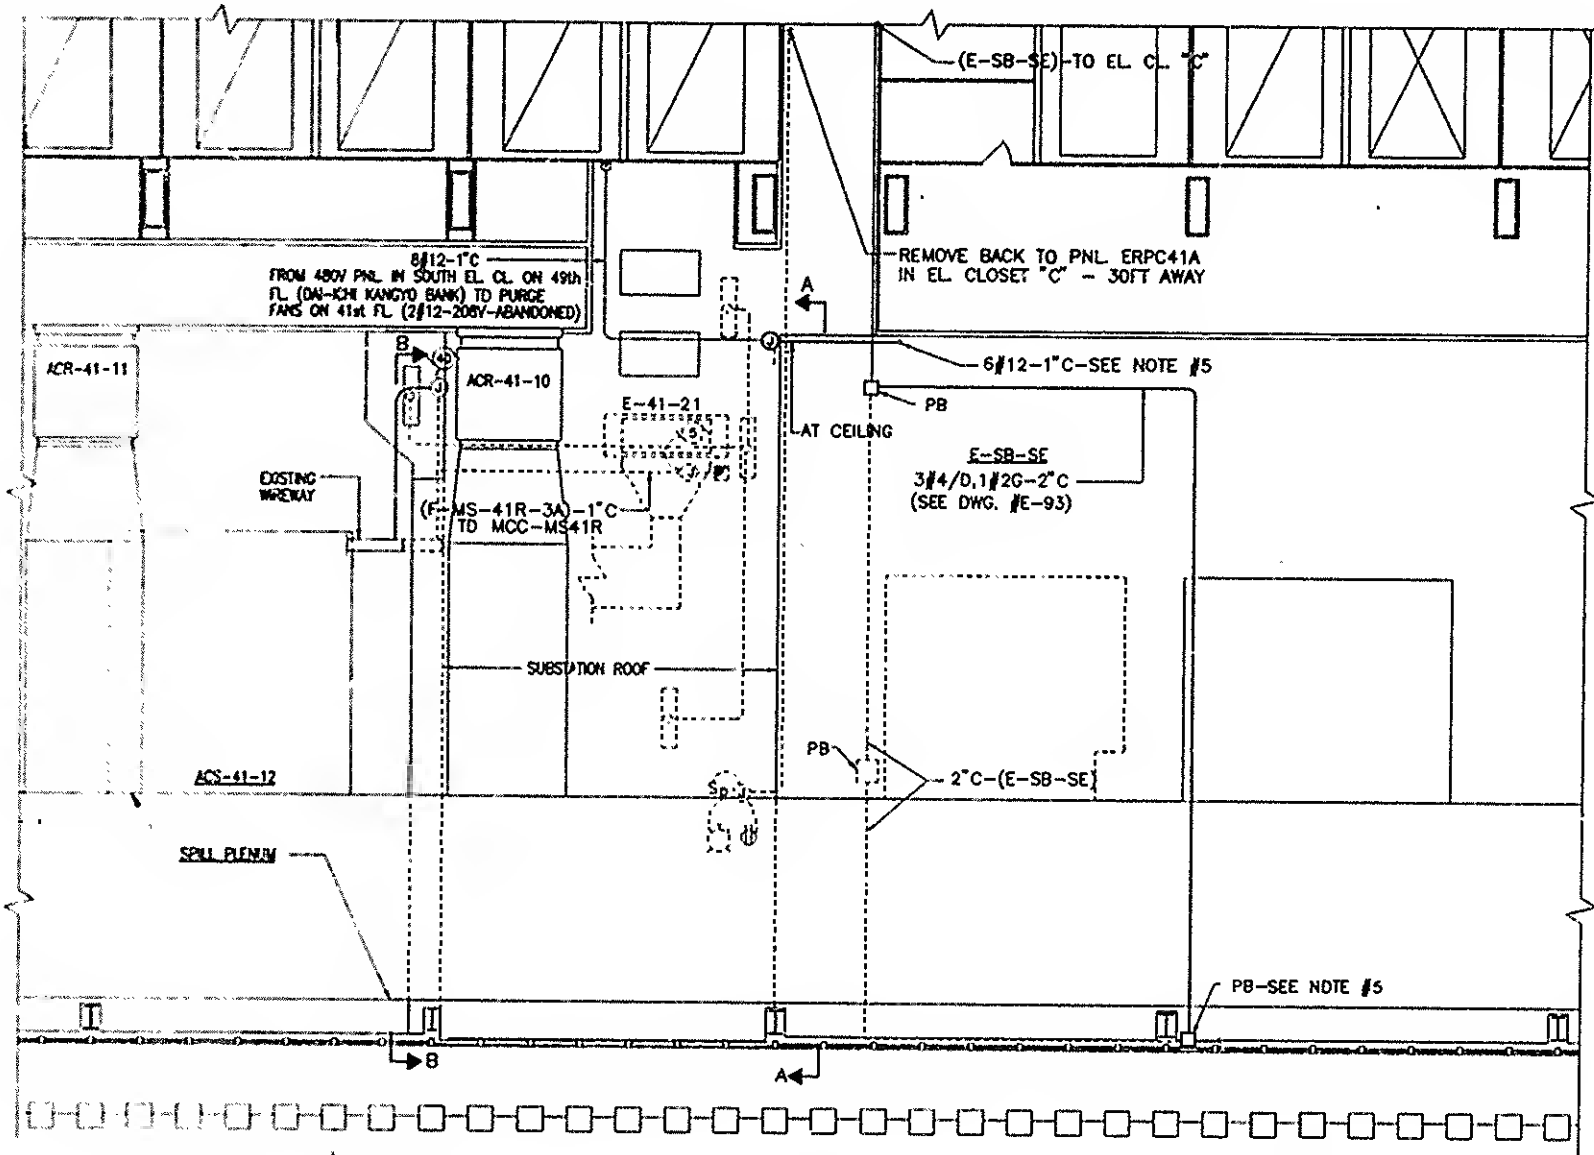 (E-SB-SE)-TO EL. CL. "C"
8#12-1"C
FROM 480V PNL. IN SOUTH EL. CL. ON 49th
FL. (DAI-ICHI KANGYO BANK) TO PURGE
FANS ON 41st FL. (2#12-208V-ABANDONED)
REMOVE BACK TO PNL. ERPC41A
IN EL. CLOSET "C" - 30FT AWAY
A
B
J
6#12-1"C-SEE NOTE #5
ACR-41-11
ACR-41-10
E-41-21
PB
AT CEILING
E-SB-SE
3#4/0,1#2G-2"C
(SEE DWG. #E-93)
EXISTING
WIREWAY
MS-41R-3A)-1"C
TO MCC-MS41R
SUBSTATION ROOF
PB
2"C-(E-SB-SE)
ACS-41-12
SPILL PLENUM
PB-SEE NOTE #5
B
A